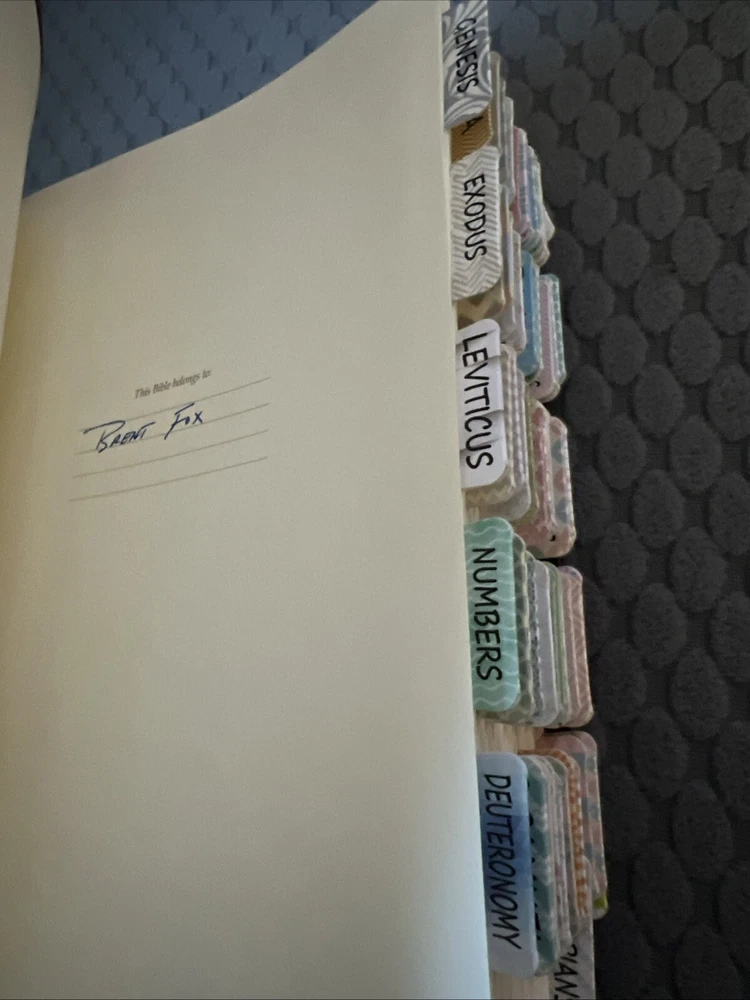 This Bible belongs to:
BRENT FOX
GENESIS
EXODUS
LEVITICUS
NUMBERS
DEUTERONOMY